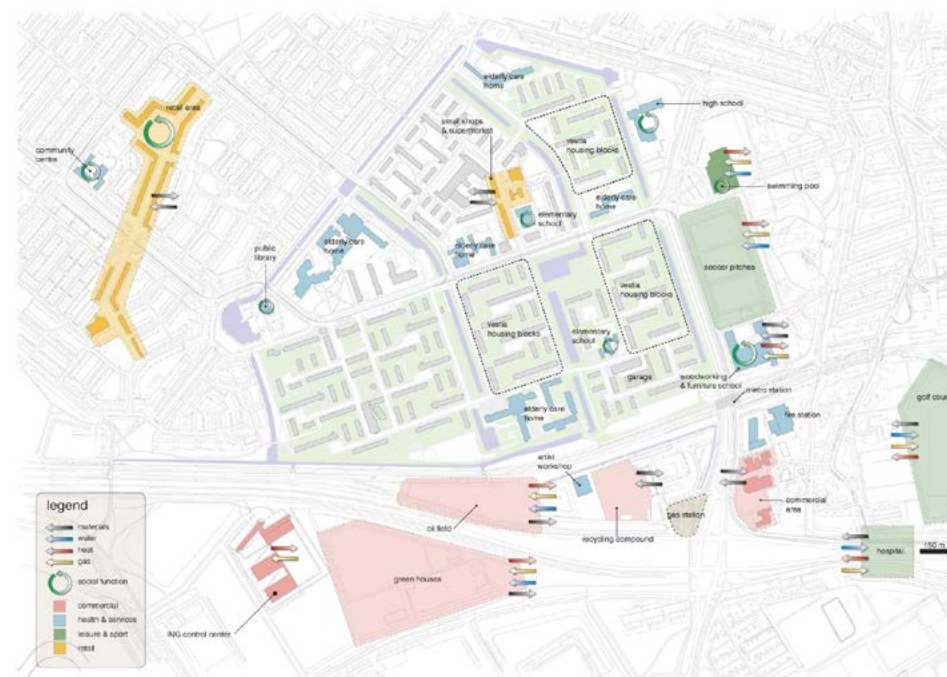 retail area
community
centre
elderly care
home
small shops
& supermarket
vestia
housing blocks
high school
swimming pool
elderly care
home
elementary
school
elderly care
home
elderly care
home
public
library
soccer pitches
vestia
housing blocks
vestia
housing blocks
elementary
school
garage
woodworking
& furniture school
metro station
golf cour
elderly care
home
fire station
artist
workshop
commercial
area
oil field
recycling compound
gas station
hospital
150 m
green houses
ING control center
legend
materials
water
heat
gas
social function
commercial
health & services
leisure & sport
retail